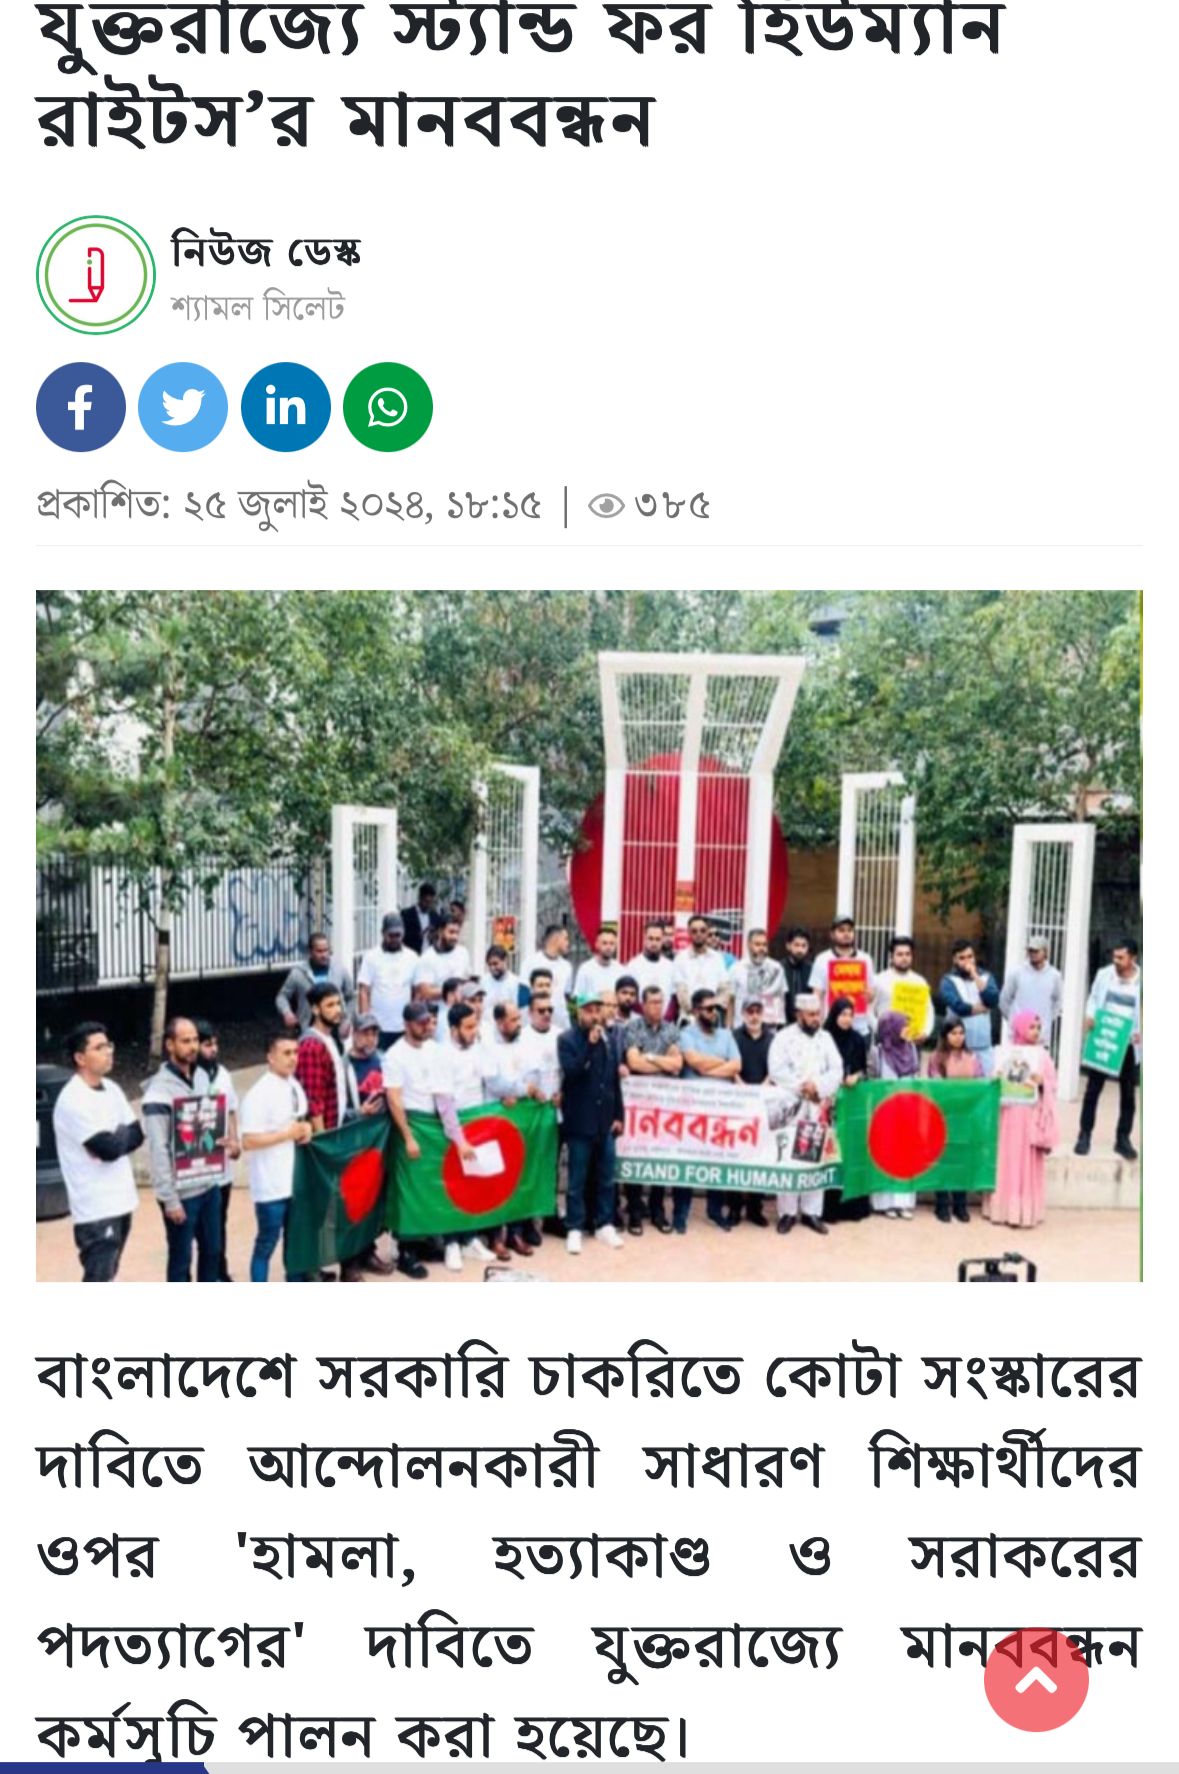 যুক্তরাজ্যে স্ট্যান্ড ফর হিউম্যান
রাইটস’র মানববন্ধন
নিউজ ডেস্ক
শ্যামল সিলেট
প্রকাশিত: ২৫ জুলাই ২০২৪, ১৮:১৫ | ৩৮৫
মানববন্ধন
STAND FOR HUMAN RIGHT
বাংলাদেশে সরকারি চাকরিতে কোটা সংস্কারের
দাবিতে আন্দোলনকারী সাধারণ শিক্ষার্থীদের
ওপর 'হামলা, হত্যাকাণ্ড ও সরাকরের
পদত্যাগের' দাবিতে যুক্তরাজ্যে মানববন্ধন
কর্মসূচি পালন করা হয়েছে।